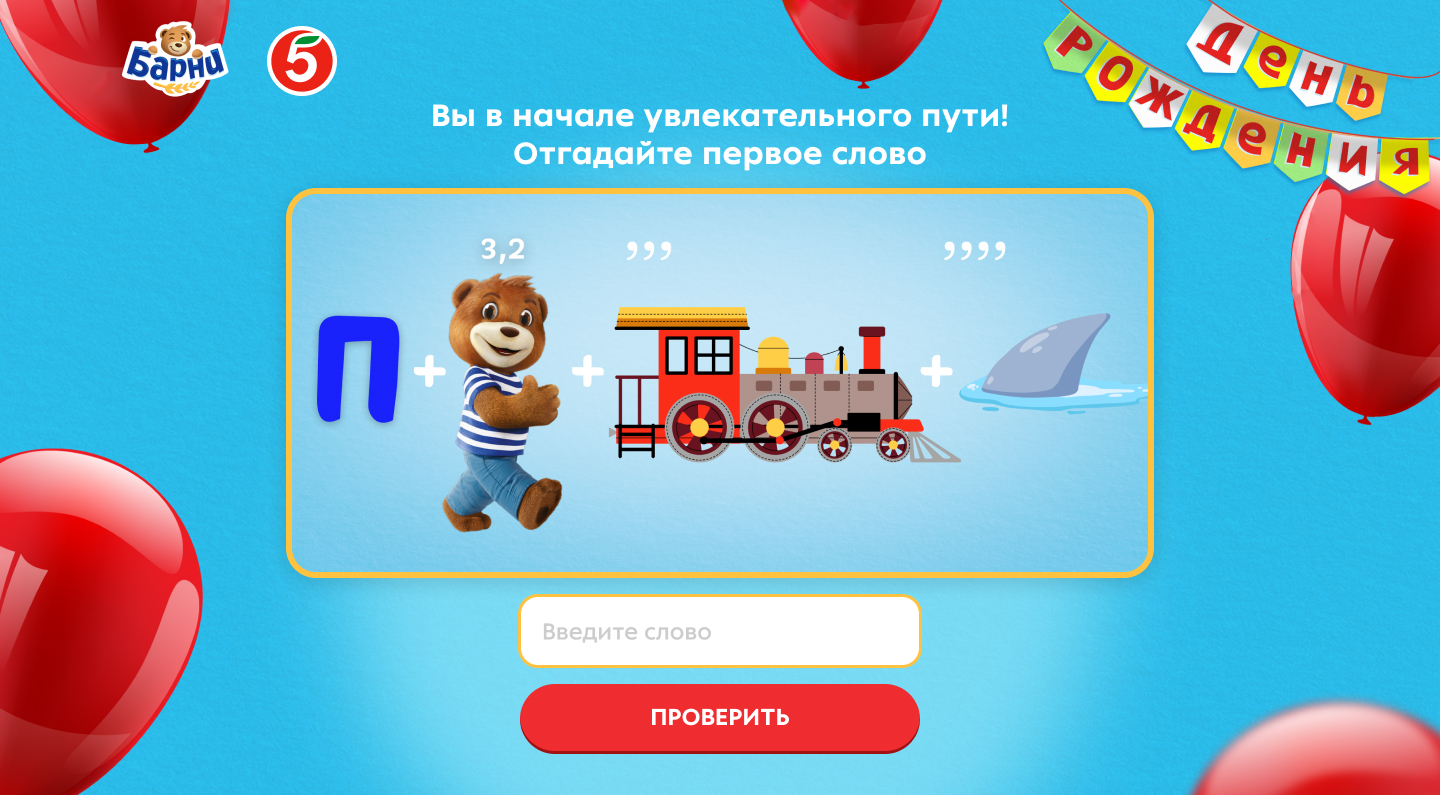 Барни
5
День
Рождения
Вы в начале увлекательного пути!
Отгадайте первое слово
3,2
,,,
,,,,
П
+
+
+
Введите слово
ПРОВЕРИТЬ